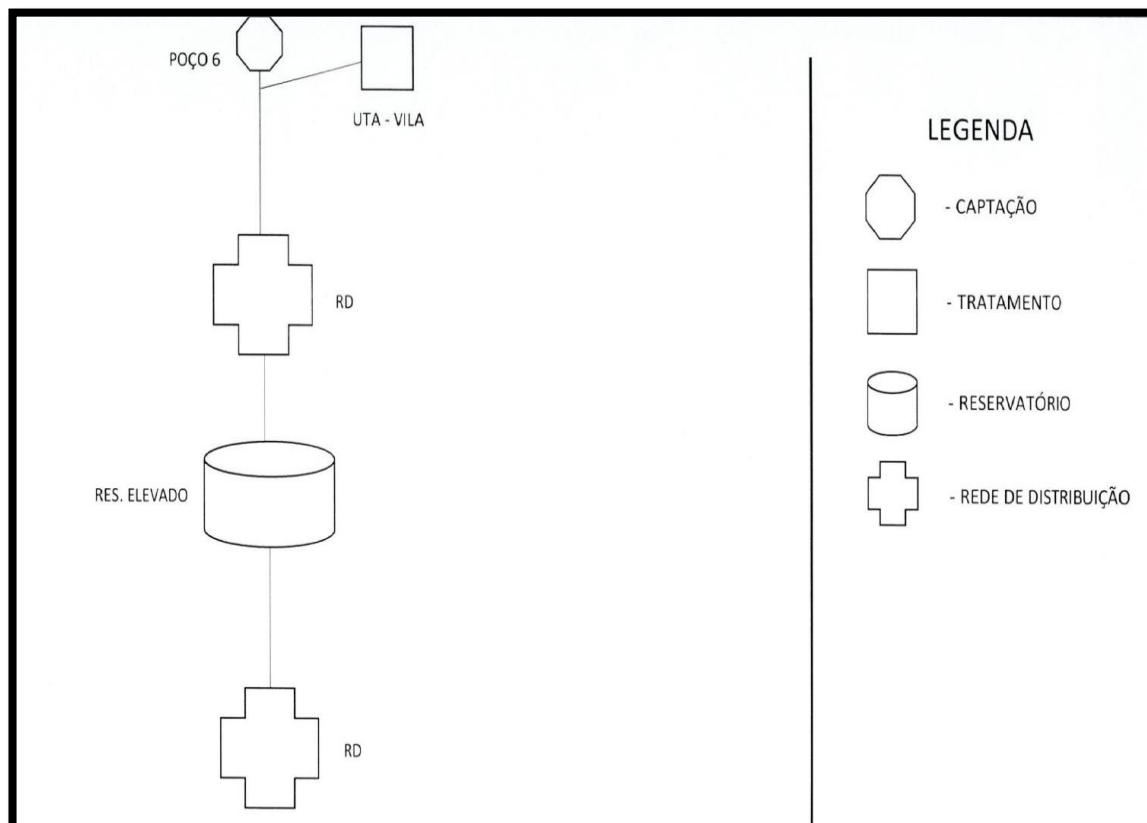 POÇO 6
UTA - VILA
RD
RES. ELEVADO
RD
LEGENDA
- CAPTAÇÃO
- TRATAMENTO
- RESERVATÓRIO
- REDE DE DISTRIBUIÇÃO